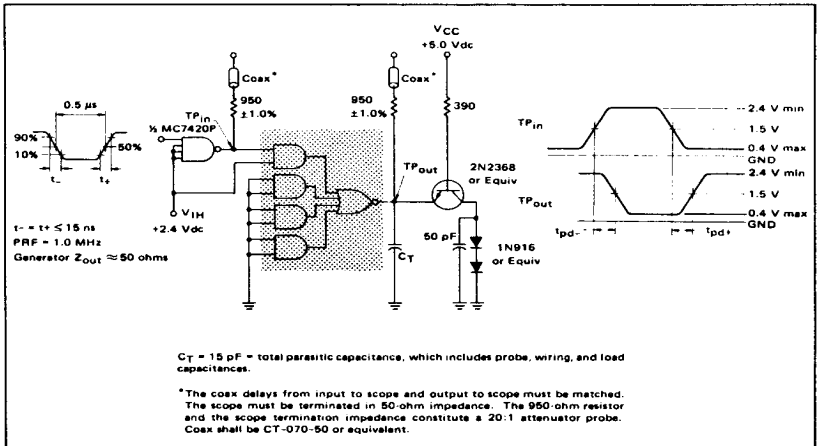 VCC
+5.0 Vdc
Coax*
Coax*
950
±1.0%
950
±1.0%
390
0.5 µs
90%
10%
50%
t-
t+
½ MC7420P
TPin
TPout
2N2368
or Equiv
VIH
+2.4 Vdc
50 pF
1N916
or Equiv
CT
t- = t+ ≤ 15 ns
PRF = 1.0 MHz
Generator Zout ≈ 50 ohms
TPin
2.4 V min
1.5 V
0.4 V max
GND
TPout
2.4 V min
1.5 V
0.4 V max
GND
tpd-
tpd+
CT = 15 pF = total parasitic capacitance, which includes probe, wiring, and load
capacitances.
*The coax delays from input to scope and output to scope must be matched.
The scope must be terminated in 50-ohm impedance. The 950-ohm resistor
and the scope termination impedance constitute a 20:1 attenuator probe.
Coax shall be CT-070-50 or equivalent.